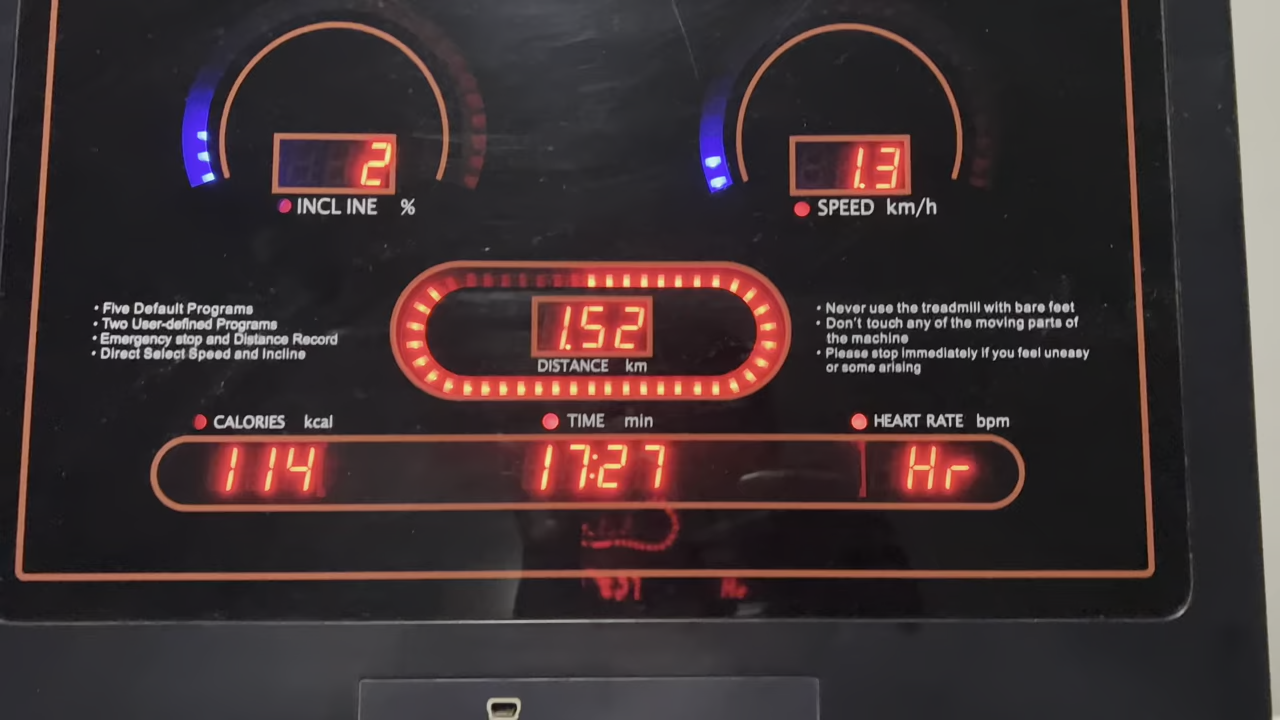 2
1.3
INCLINE %
SPEED km/h
• Five Default Programs
• Two User-defined Programs
• Emergency stop and Distance Record
• Direct Select Speed and Incline
1.52
DISTANCE km
• Never use the treadmill with bare feet
• Don't touch any of the moving parts of
the machine
• Please stop immediately if you feel uneasy
or some arising
CALORIES kcal
TIME min
HEART RATE bpm
114
17:27
Hr